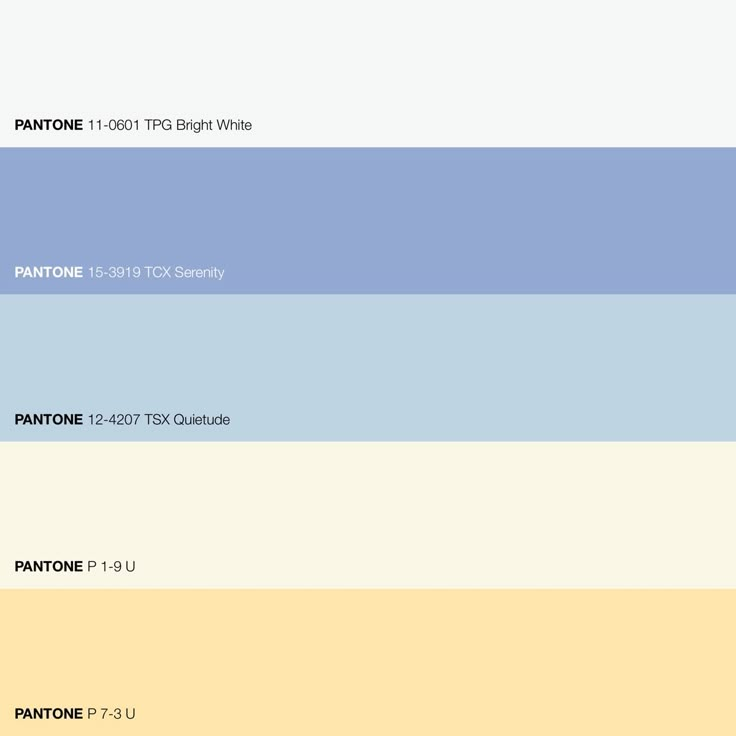 PANTONE 11-0601 TPG Bright White
PANTONE 15-3919 TCX Serenity
PANTONE 12-4207 TSX Quietude
PANTONE P 1-9 U
PANTONE P 7-3 U